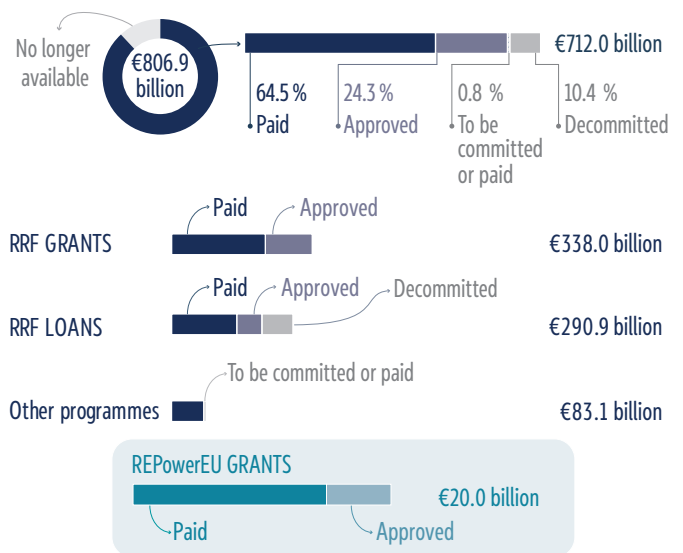 No longer
available
€806.9
billion
€712.0 billion
64.5 %
Paid
24.3 %
Approved
0.8 %
To be
committed
or paid
10.4 %
Decommitted
Paid
Approved
RRF GRANTS
€338.0 billion
Paid
Approved
Decommitted
RRF LOANS
€290.9 billion
To be committed or paid
Other programmes
€83.1 billion
REPowerEU GRANTS
€20.0 billion
Paid
Approved